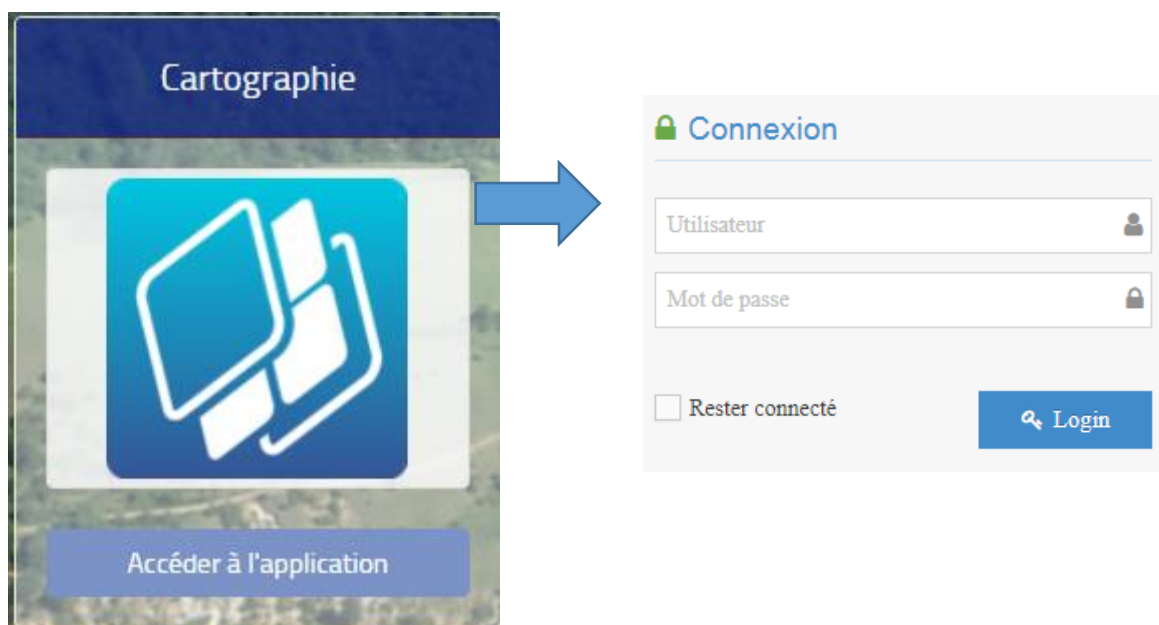 Cartographie
Accéder à l'application
Connexion
Utilisateur
Mot de passe
Rester connecté
Login